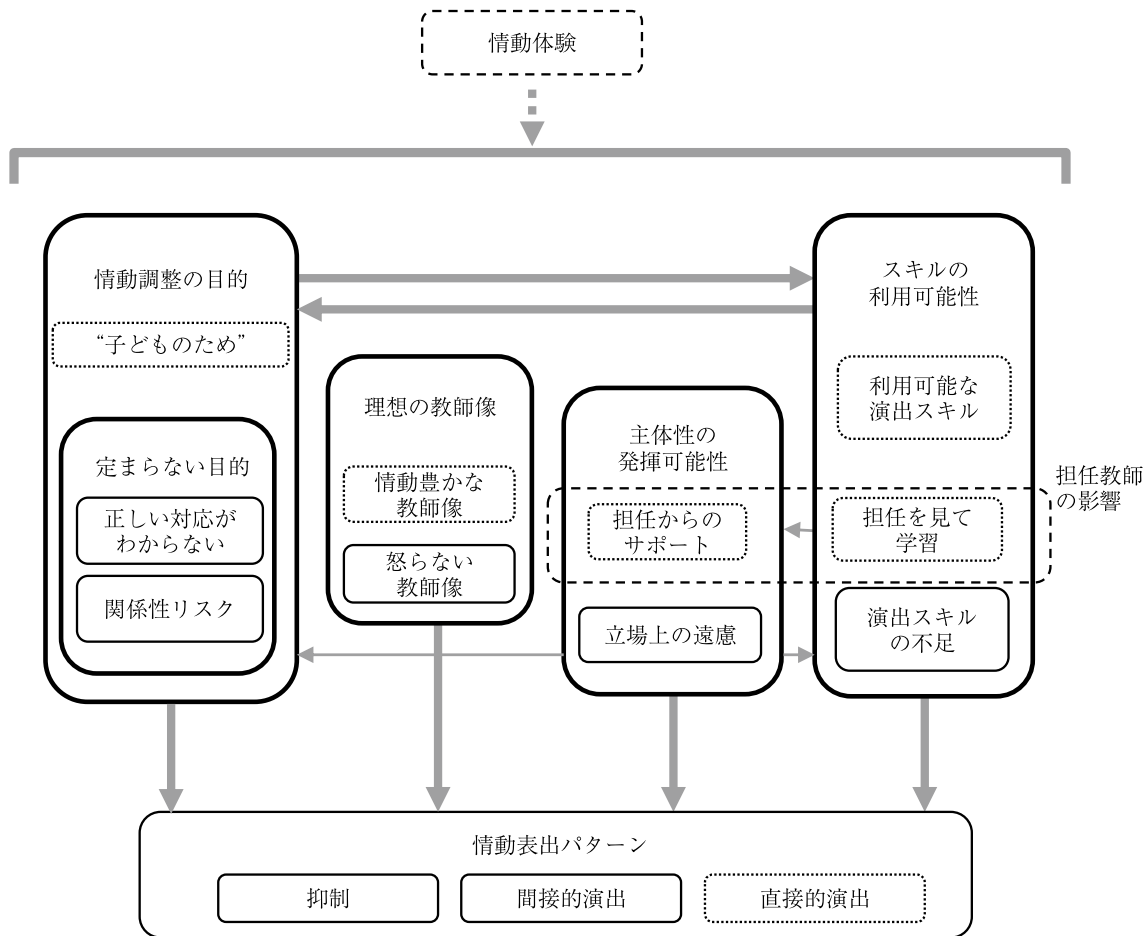 情動体験
情動調整の目的
“子どものため”
定まらない目的
正しい対応が
わからない
関係性リスク
理想の教師像
情動豊かな
教師像
怒らない
教師像
主体性の
発揮可能性
担任からの
サポート
立場上の遠慮
スキルの
利用可能性
利用可能な
演出スキル
担任を見て
学習
演出スキル
の不足
担任教師
の影響
情動表出パターン
抑制
間接的演出
直接的演出